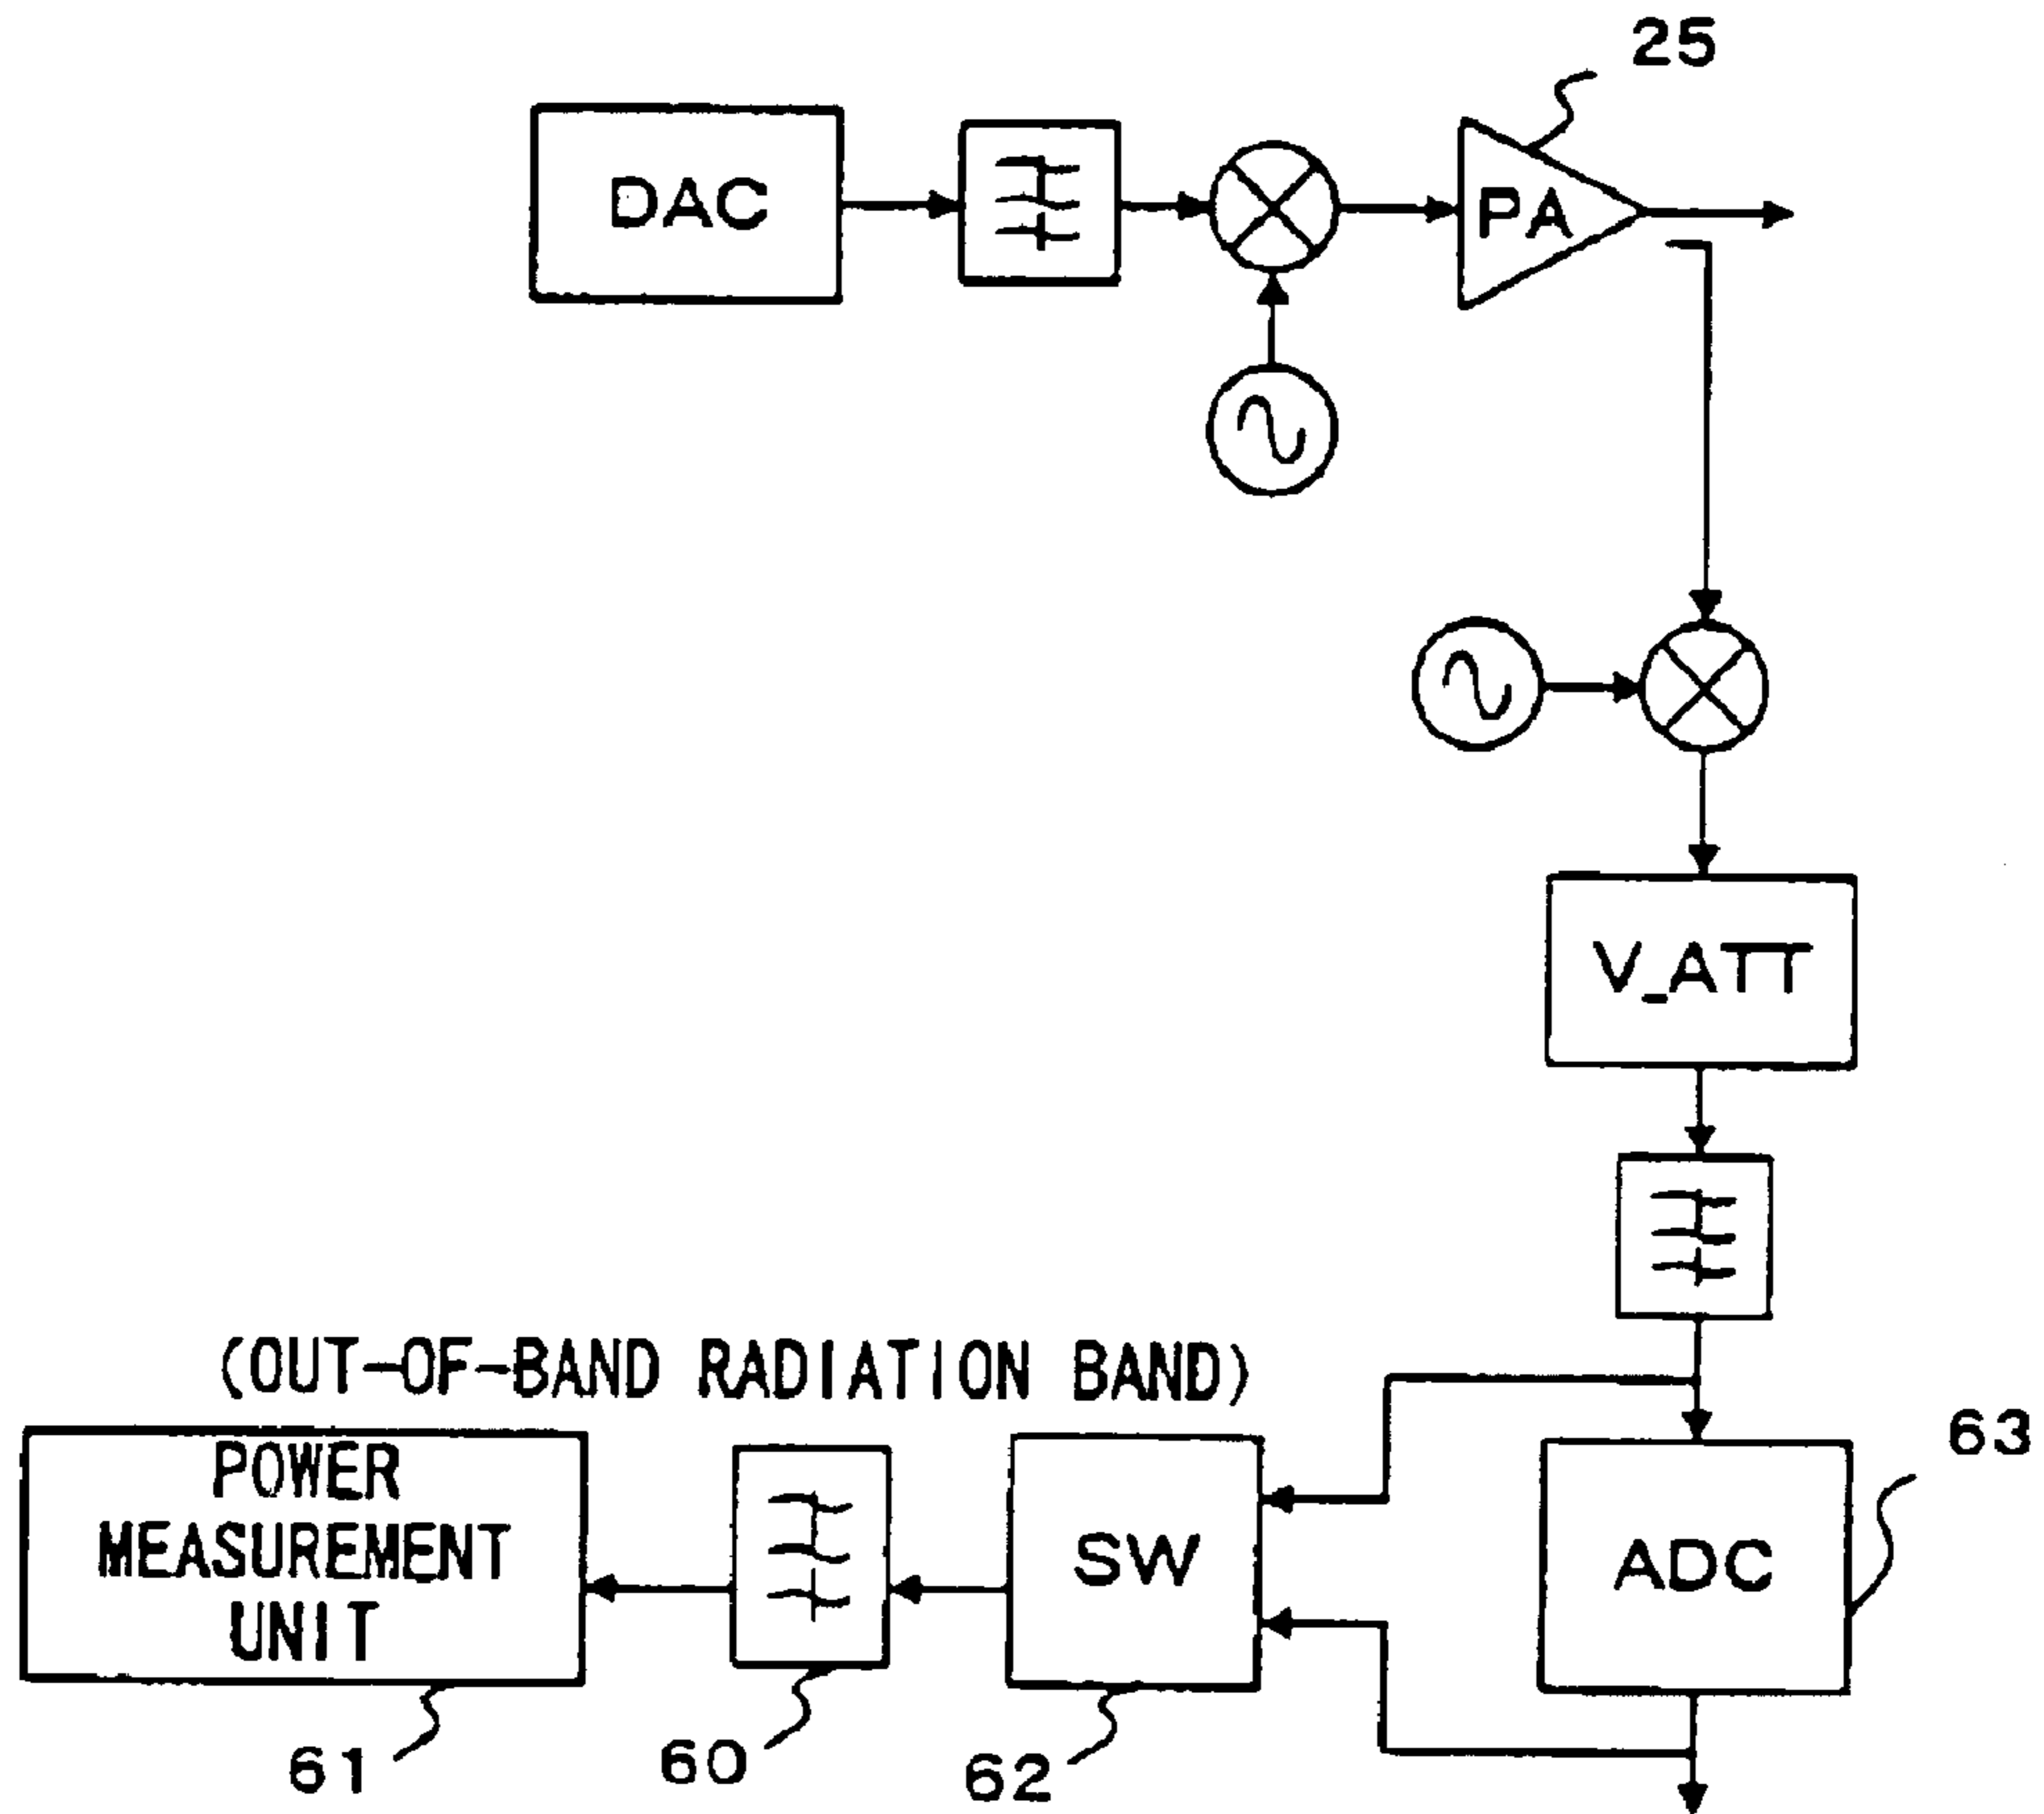 25
DAC
PA
V_ATT
(OUT-OF-BAND RADIATION BAND)
63
POWER
MEASUREMENT
UNIT
SW
ADC
61
60
62